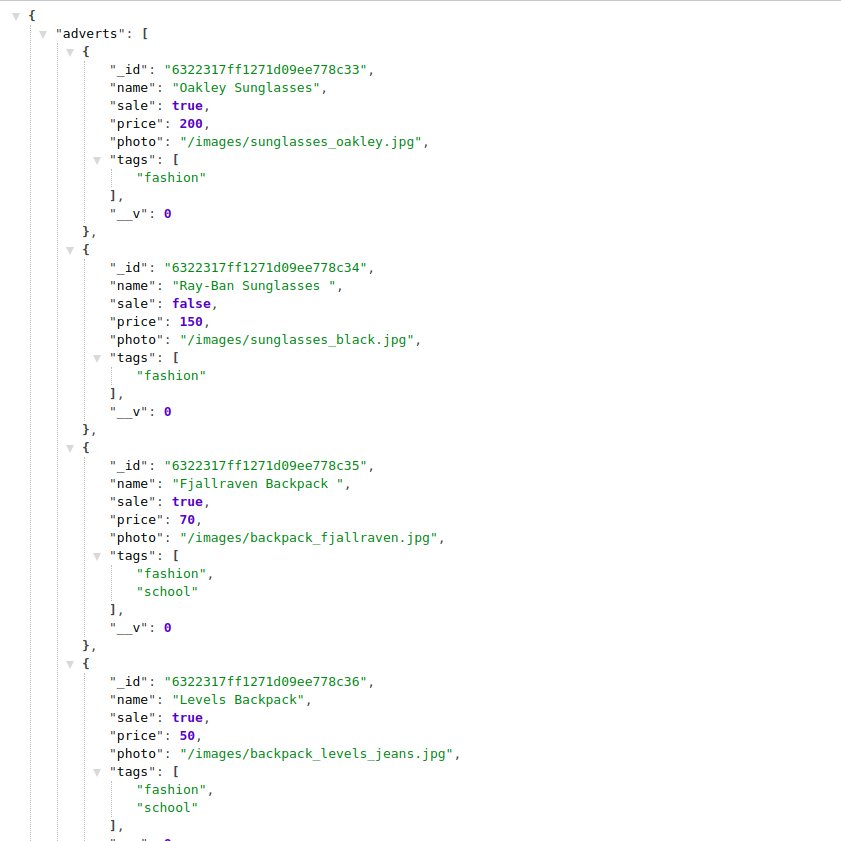 {
"adverts": [
{
"_id": "6322317ff1271d09ee778c33",
"name": "Oakley Sunglasses",
"sale": true,
"price": 200,
"photo": "/images/sunglasses_oakley.jpg",
"tags": [
"fashion"
],
"__v": 0
},
{
"_id": "6322317ff1271d09ee778c34",
"name": "Ray-Ban Sunglasses ",
"sale": false,
"price": 150,
"photo": "/images/sunglasses_black.jpg",
"tags": [
"fashion"
],
"__v": 0
},
{
"_id": "6322317ff1271d09ee778c35",
"name": "Fjallraven Backpack ",
"sale": true,
"price": 70,
"photo": "/images/backpack_fjallraven.jpg",
"tags": [
"fashion",
"school"
],
"__v": 0
},
{
"_id": "6322317ff1271d09ee778c36",
"name": "Levels Backpack",
"sale": true,
"price": 50,
"photo": "/images/backpack_levels_jeans.jpg",
"tags": [
"fashion",
"school"
],